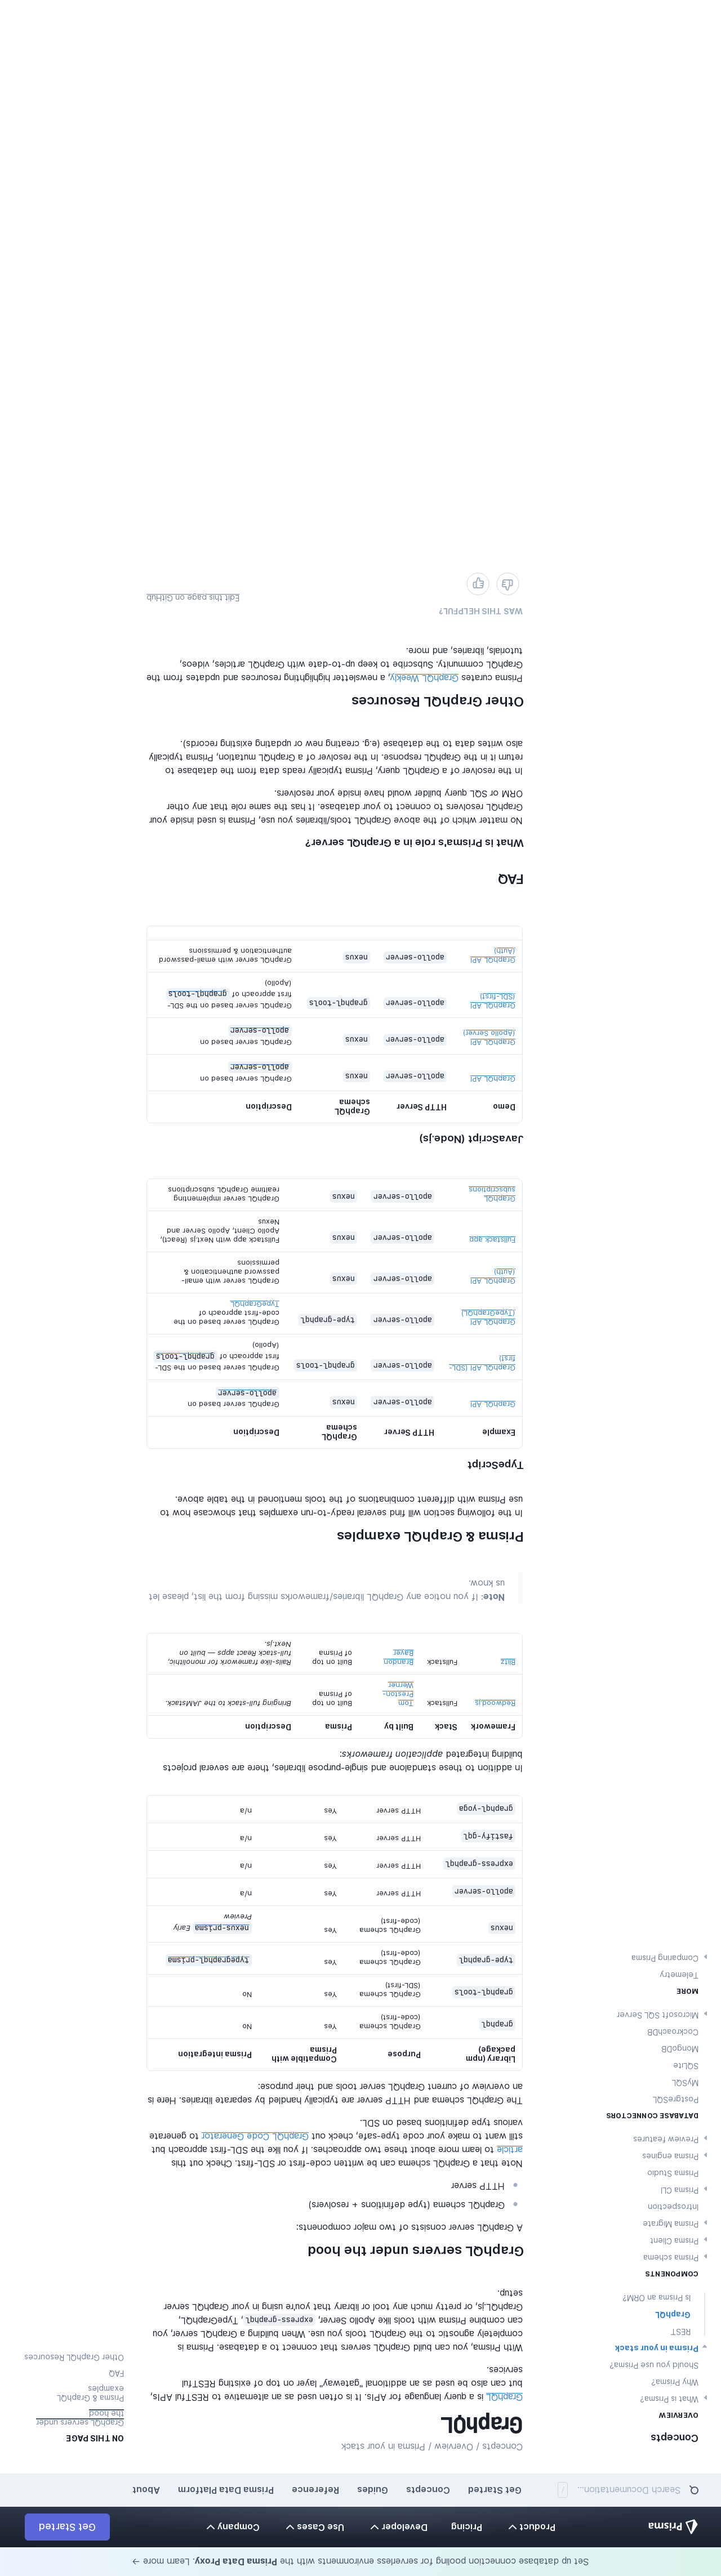 Set up database connection pooling for serverless environments with the Prisma Data Proxy. Learn more →
Prisma
Product
Pricing
Developer
Use Cases
Company
Get Started
Search Documentation...
/
Get Started
Concepts
Guides
Reference
Prisma Data Platform
About
Concepts
OVERVIEW
What is Prisma?
Why Prisma?
Should you use Prisma?
Prisma in your stack
REST
GraphQL
Is Prisma an ORM?
COMPONENTS
Prisma schema
Prisma Client
Prisma Migrate
Introspection
Prisma CLI
Prisma Studio
Prisma engines
Preview features
DATABASE CONNECTORS
PostgreSQL
MySQL
SQLite
MongoDB
CockroachDB
Microsoft SQL Server
MORE
Telemetry
Comparing Prisma
Concepts / Overview / Prisma in your stack
GraphQL
GraphQL is a query language for APIs. It is often used as an alternative to RESTful APIs,
but can also be used as an additional "gateway" layer on top of existing RESTful
services.
With Prisma, you can build GraphQL servers that connect to a database. Prisma is
completely agnostic to the GraphQL tools you use. When building a GraphQL server, you
can combine Prisma with tools like Apollo Server, express-graphql, TypeGraphQL,
GraphQL.js, or pretty much any tool or library that you're using in your GraphQL server
setup.
GraphQL servers under the hood
A GraphQL server consists of two major components:
GraphQL schema (type definitions + resolvers)
HTTP server
Note that a GraphQL schema can be written code-first or SDL-first. Check out this
article to learn more about these two approaches. If you like the SDL-first approach but
still want to make your code type-safe, check out GraphQL Code Generator to generate
various type definitions based on SDL.
The GraphQL schema and HTTP server are typically handled by separate libraries. Here is
an overview of current GraphQL server tools and their purpose:
Library (npm package) Purpose Compatible with Prisma Prisma integration
graphql GraphQL schema (code-first) Yes No
graphql-tools GraphQL schema (SDL-first) Yes No
type-graphql GraphQL schema (code-first) Yes typegraphql-prisma
nexus GraphQL schema (code-first) Yes nexus-prisma Early Preview
apollo-server HTTP server Yes n/a
express-graphql HTTP server Yes n/a
fastify-gql HTTP server Yes n/a
graphql-yoga HTTP server Yes n/a
In addition to these standalone and single-purpose libraries, there are several projects
building integrated application frameworks:
Framework Stack Built by Prisma Description
Redwood.js Fullstack Tom Preston-Werner Built on top of Prisma Bringing full-stack to the JAMstack.
Blitz Fullstack Brandon Bayer Built on top of Prisma Rails-like framework for monolithic, full-stack React apps — built on Next.js.
Note: If you notice any GraphQL libraries/frameworks missing from the list, please let
us know.
Prisma & GraphQL examples
In the following section will find several ready-to-run examples that showcase how to
use Prisma with different combinations of the tools mentioned in the table above.
TypeScript
Example HTTP Server GraphQL schema Description
GraphQL API apollo-server nexus GraphQL server based on apollo-server
GraphQL API (SDL-first) apollo-server graphql-tools GraphQL server based on the SDL-first approach of graphql-tools (Apollo)
GraphQL API (TypeGraphQL) apollo-server type-graphql GraphQL server based on the code-first approach of TypeGraphQL
GraphQL API (Auth) apollo-server nexus GraphQL server with email-password authentication & permissions
Fullstack app apollo-server nexus Fullstack app with Next.js (React), Apollo Client, Apollo Server and Nexus
GraphQL subscriptions apollo-server nexus GraphQL server implementing realtime GraphQL subscriptions
JavaScript (Node.js)
Demo HTTP Server GraphQL schema Description
GraphQL API apollo-server nexus GraphQL server based on apollo-server
GraphQL API (Apollo Server) apollo-server nexus GraphQL server based on apollo-server
GraphQL API (SDL-first) apollo-server graphql-tools GraphQL server based on the SDL-first approach of graphql-tools (Apollo)
GraphQL API (Auth) apollo-server nexus GraphQL server with email-password authentication & permissions
FAQ
What is Prisma's role in a GraphQL server?
No matter which of the above GraphQL tools/libraries you use, Prisma is used inside your
GraphQL resolvers to connect to your database. It has the same role that any other
ORM or SQL query builder would have inside your resolvers.
In the resolver of a GraphQL query, Prisma typically reads data from the database to
return it in the GraphQL response. In the resolver of a GraphQL mutation, Prisma typically
also writes data to the database (e.g. creating new or updating existing records).
Other GraphQL Resources
Prisma curates GraphQL Weekly, a newsletter highlighting resources and updates from the
GraphQL community. Subscribe to keep up-to-date with GraphQL articles, videos,
tutorials, libraries, and more.
WAS THIS HELPFUL?
Edit this page on GitHub
ON THIS PAGE
GraphQL servers under
the hood
Prisma & GraphQL
examples
FAQ
Other GraphQL Resources